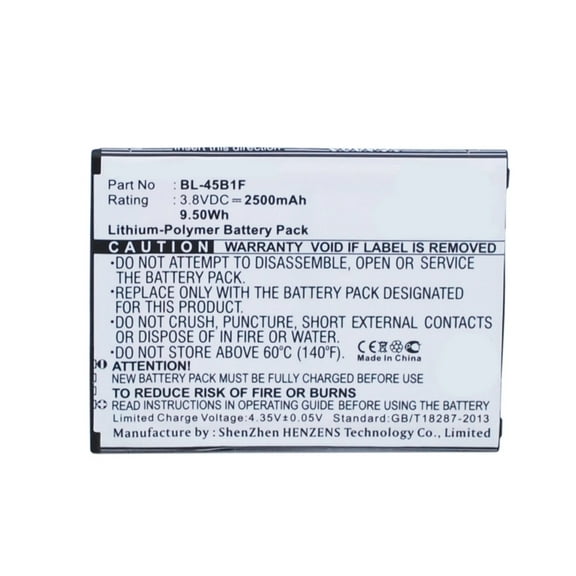 Insert this direction
Part No : BL-45B1F
Rating : 3.8VDC ⎓ 2500mAh
9.50Wh
Lithium-Polymer Battery Pack
CAUTION WARRANTY VOID IF LABEL IS REMOVED
•DO NOT ATTEMPT TO DISASSEMBLE, OR SERVICE
THE BATTERY PACK.
•REPLACE ONLY WITH THE BATTERY PACK DESIGNATED
FOR THIS PRODUCT.
•DO NOT CRUSH, PUNCTURE, SHORT EXTERNAL CONTACTS
OR DISPOSE OF IN FIRE OR WATER.
•DO NOT STORE ABOVE 60°C (140°F).
CE Made In China
ATTENTION!
NEW BATTERY PACK MUST BE FULLY CHARGED BEFORE USE
TO REDUCE RISK OF FIRE OR BURNS
READ INSTRUCTIONS IN OPERATING GUIDE BEFORE USING.
Limited Charge Voltage: 4.35V±0.05V Standard:GB/T18287-2013
Manufacture by : ShenZhen HENZENS Technology Co., Limited